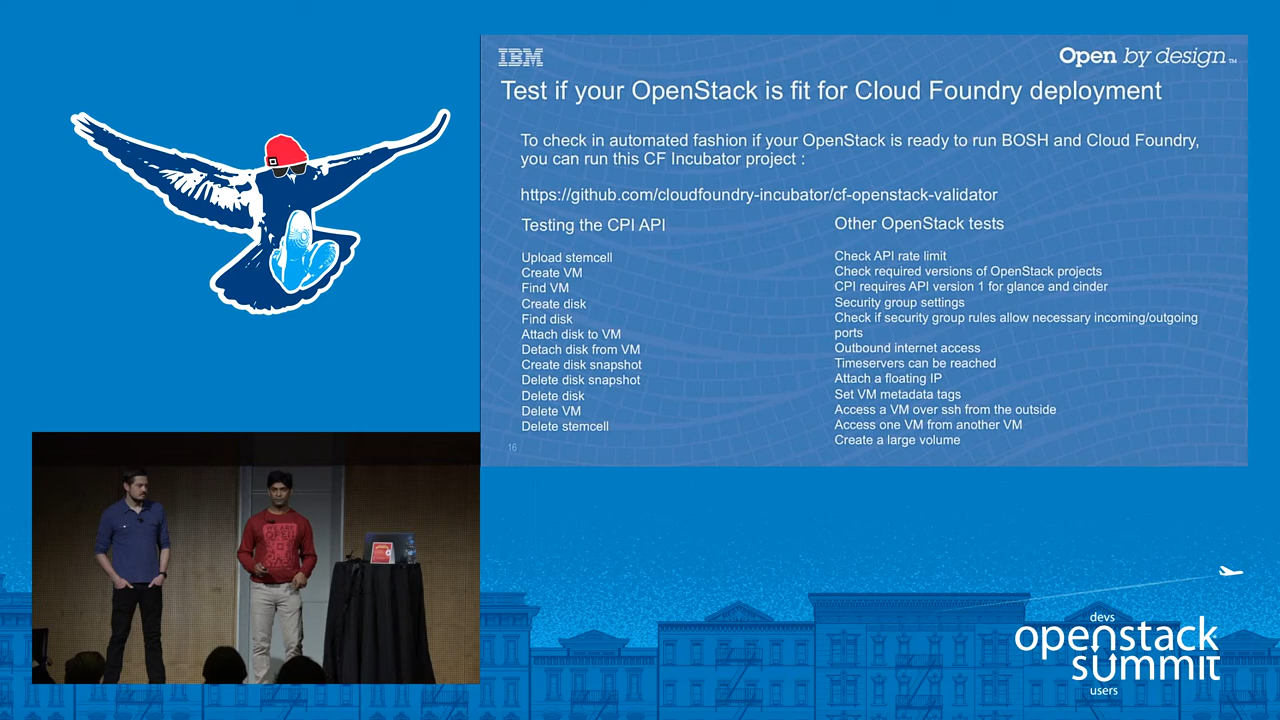 IBM
Open by design™
Test if your OpenStack is fit for Cloud Foundry deployment
To check in automated fashion if your OpenStack is ready to run BOSH and Cloud Foundry,
you can run this CF Incubator project :
https://github.com/cloudfoundry-incubator/cf-openstack-validator
Testing the CPI API
Upload stemcell
Create VM
Find VM
Create disk
Find disk
Attach disk to VM
Detach disk from VM
Create disk snapshot
Delete disk snapshot
Delete disk
Delete VM
Delete stemcell
Other OpenStack tests
Check API rate limit
Check required versions of OpenStack projects
CPI requires API version 1 for glance and cinder
Security group settings
Check if security group rules allow necessary incoming/outgoing
ports
Outbound internet access
Timeservers can be reached
Attach a floating IP
Set VM metadata tags
Access a VM over ssh from the outside
Access one VM from another VM
Create a large volume
16
WE ARE
OPEN
devs
openstack
summit
users